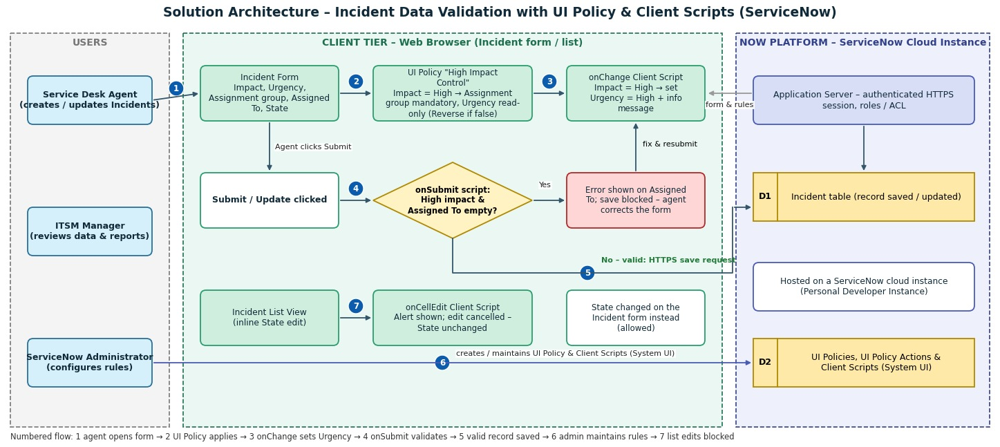 Solution Architecture – Incident Data Validation with UI Policy & Client Scripts (ServiceNow)
USERS
Service Desk Agent
(creates / updates Incidents)
ITSM Manager
(reviews data & reports)
ServiceNow Administrator
(configures rules)
CLIENT TIER – Web Browser (Incident form / list)
1
Incident Form
Impact, Urgency,
Assignment group, Assigned
To, State
2
UI Policy "High Impact
Control"
Impact = High → Assignment
group mandatory, Urgency read-
only (Reverse if false)
3
onChange Client Script
Impact = High → set
Urgency = High + info
message
form & rules
Agent clicks Submit
fix & resubmit
Submit / Update clicked
4
onSubmit script:
High impact &
Assigned To empty?
Yes
Error shown on Assigned
To; save blocked – agent
corrects the form
No – valid: HTTPS save request
5
Incident List View
(inline State edit)
7
onCellEdit Client Script
Alert shown; edit cancelled –
State unchanged
State changed on the
Incident form instead
(allowed)
creates / maintains UI Policy & Client Scripts (System UI)
6
NOW PLATFORM – ServiceNow Cloud Instance
Application Server – authenticated HTTPS
session, roles / ACL
D1
Incident table (record saved / updated)
Hosted on a ServiceNow cloud instance
(Personal Developer Instance)
D2
UI Policies, UI Policy Actions &
Client Scripts (System UI)
Numbered flow: 1 agent opens form → 2 UI Policy applies → 3 onChange sets Urgency → 4 onSubmit validates → 5 valid record saved → 6 admin maintains rules → 7 list edits blocked